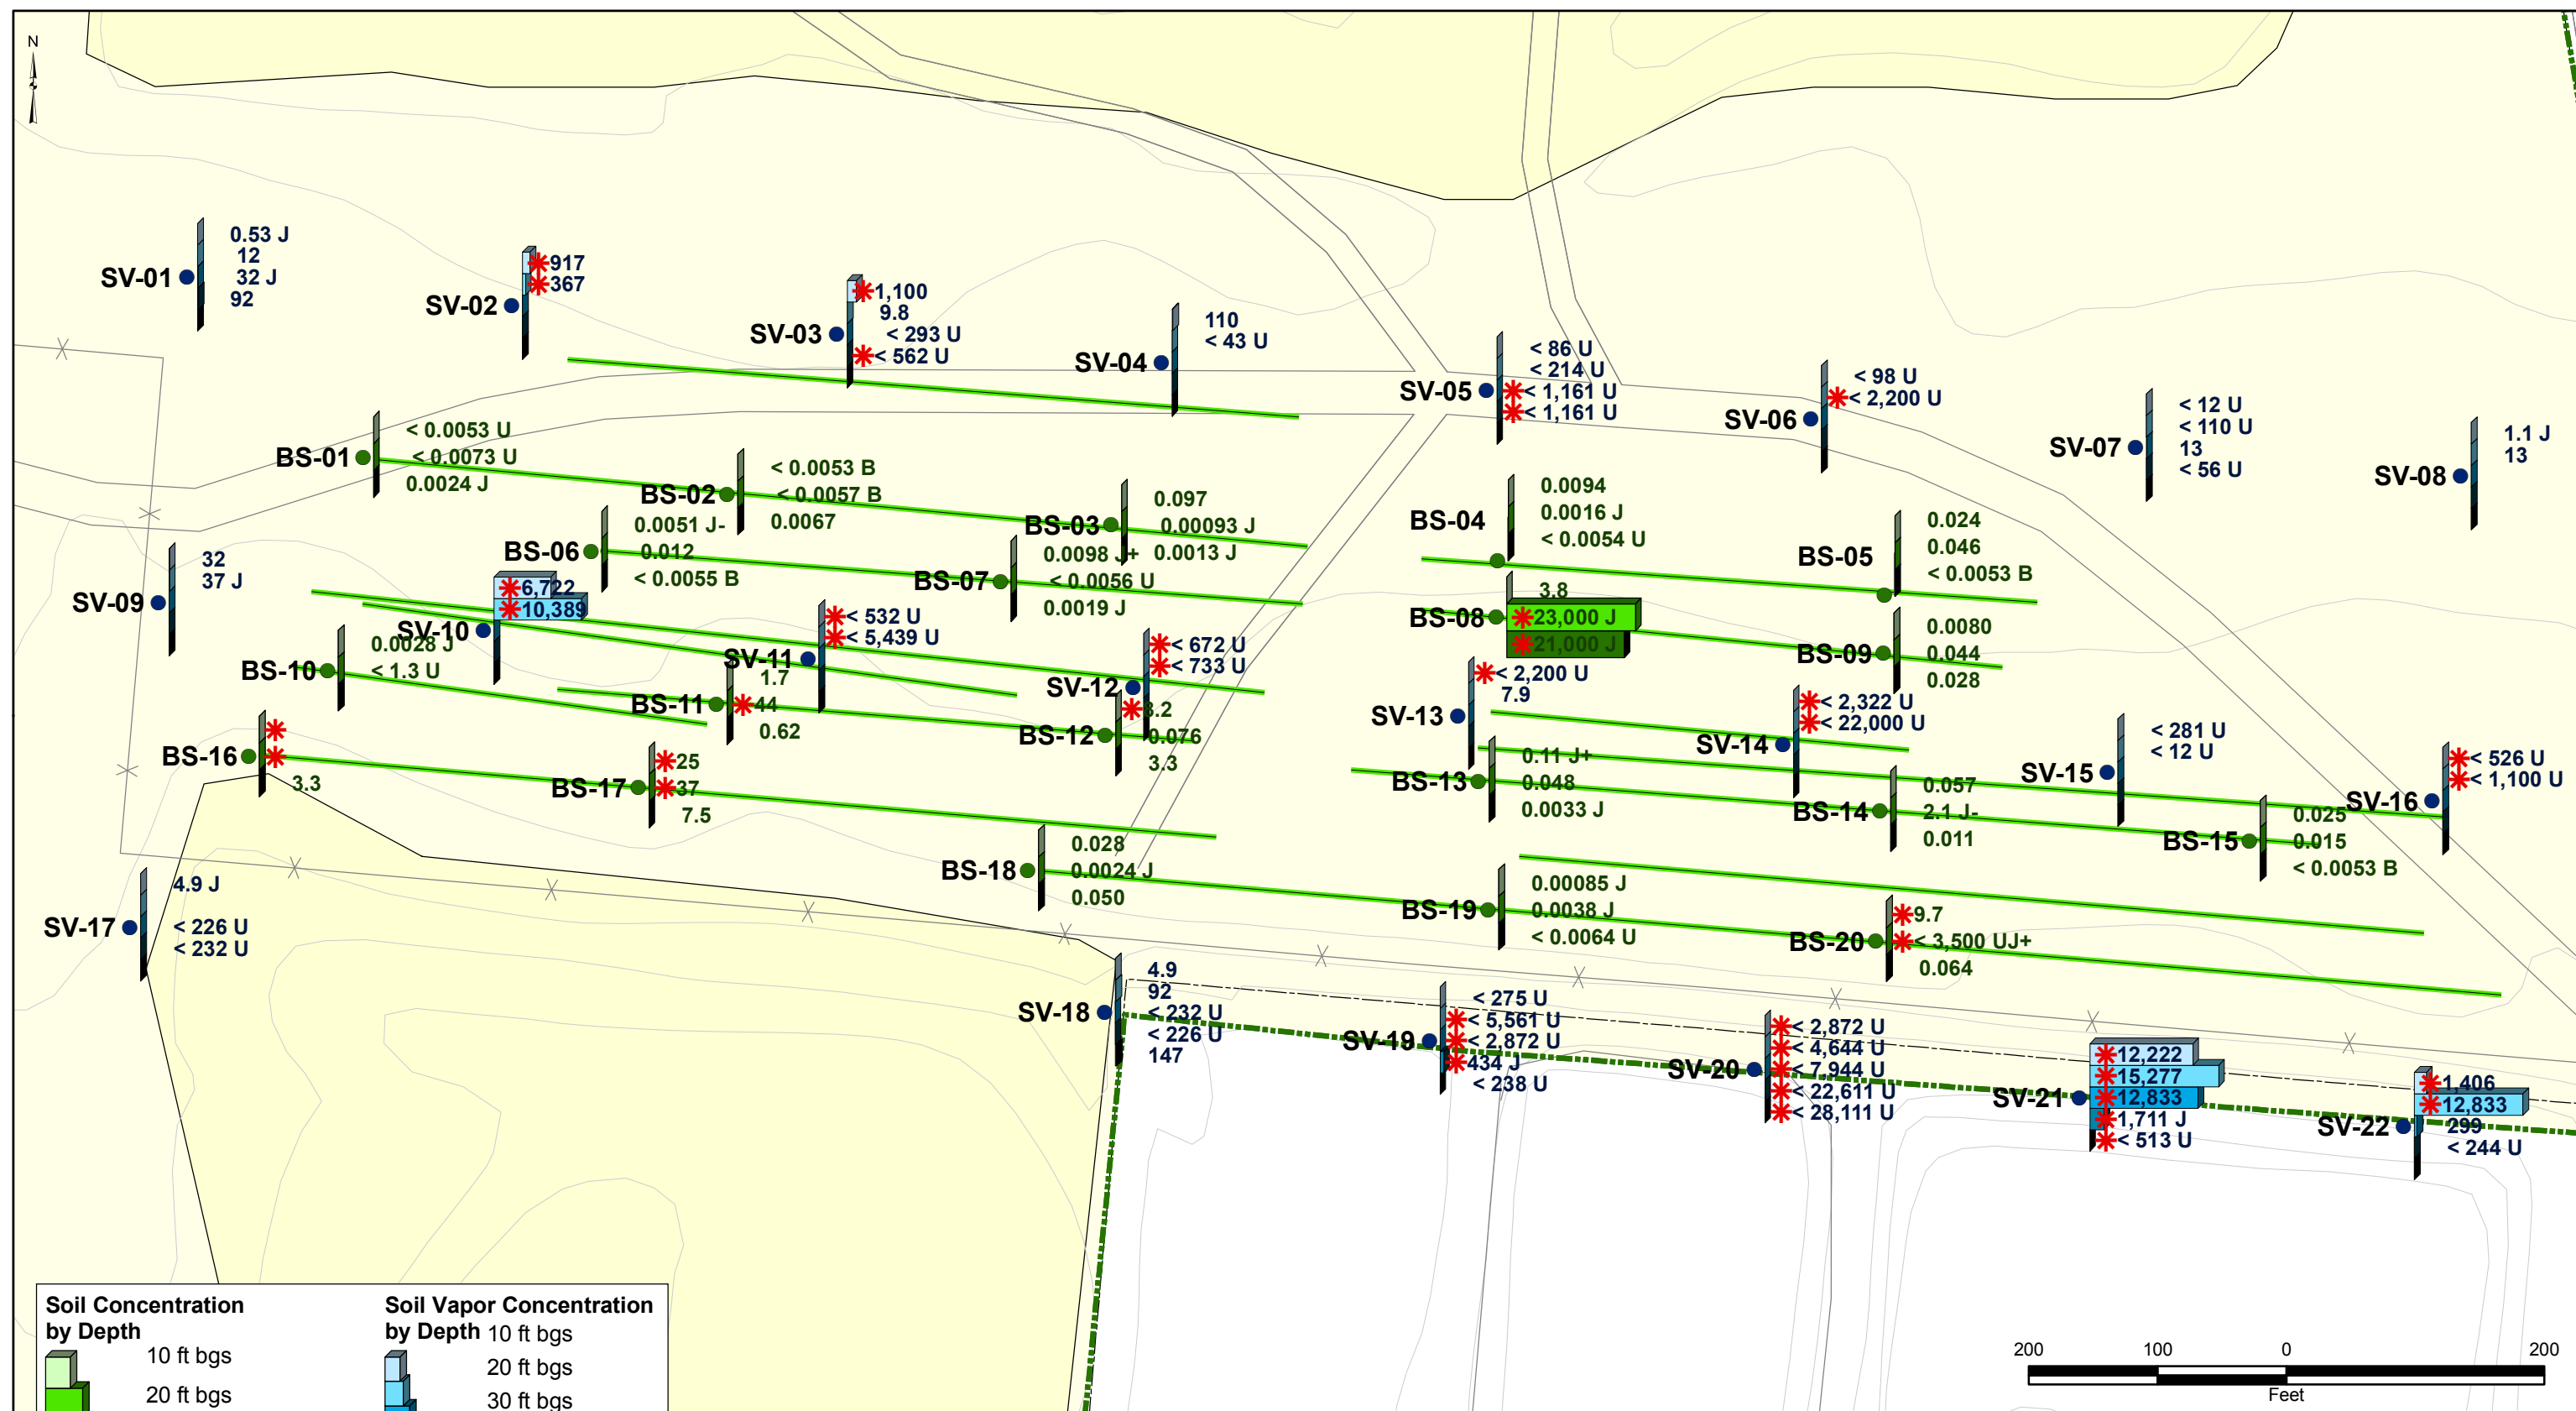 N
SV-01
0.53 J
12
32 J
92
SV-02
917
367
SV-03
1,100
9.8
< 293 U
< 562 U
SV-04
110
< 43 U
SV-05
< 86 U
< 214 U
< 1,161 U
< 1,161 U
SV-06
< 98 U
< 2,200 U
SV-07
< 12 U
< 110 U
13
< 56 U
SV-08
1.1 J
13
BS-01
< 0.0053 U
< 0.0073 U
0.0024 J
BS-02
< 0.0053 B
< 0.0057 B
0.0067
BS-03
0.097
0.00093 J
0.0013 J
BS-04
0.0094
0.0016 J
< 0.0054 U
BS-05
0.024
0.046
< 0.0053 B
BS-06
0.0051 J-
0.012
< 0.0055 B
BS-07
0.0098 J+
< 0.0056 U
0.0019 J
BS-08
3.8
23,000 J
21,000 J
BS-09
0.0080
0.044
0.028
SV-09
32
37 J
SV-10
6,722
10,389
SV-11
< 532 U
< 5,439 U
SV-12
< 672 U
< 733 U
SV-13
< 2,200 U
7.9
SV-14
< 2,322 U
< 22,000 U
SV-15
< 281 U
< 12 U
SV-16
< 526 U
< 1,100 U
BS-10
0.0028 J
< 1.3 U
BS-11
1.7
44
0.62
BS-12
3.2
0.076
3.3
BS-13
0.11 J+
0.048
0.0033 J
BS-14
0.057
2.1 J-
0.011
BS-15
0.025
0.015
< 0.0053 B
BS-16
3.3
BS-17
25
37
7.5
BS-18
0.028
0.0024 J
0.050
BS-19
0.00085 J
0.0038 J
< 0.0064 U
BS-20
9.7
< 3,500 UJ+
0.064
SV-17
4.9 J
< 226 U
< 232 U
SV-18
4.9
92
< 232 U
< 226 U
147
SV-19
< 275 U
< 5,561 U
< 2,872 U
434 J
< 238 U
SV-20
< 2,872 U
< 4,644 U
< 7,944 U
< 22,611 U
< 28,111 U
SV-21
12,222
15,277
12,833
1,711 J
< 513 U
SV-22
1,406
12,833
299
< 244 U
Soil Concentration
by Depth
10 ft bgs
20 ft bgs
Soil Vapor Concentration
by Depth
10 ft bgs
20 ft bgs
30 ft bgs
200 100 0 200
Feet